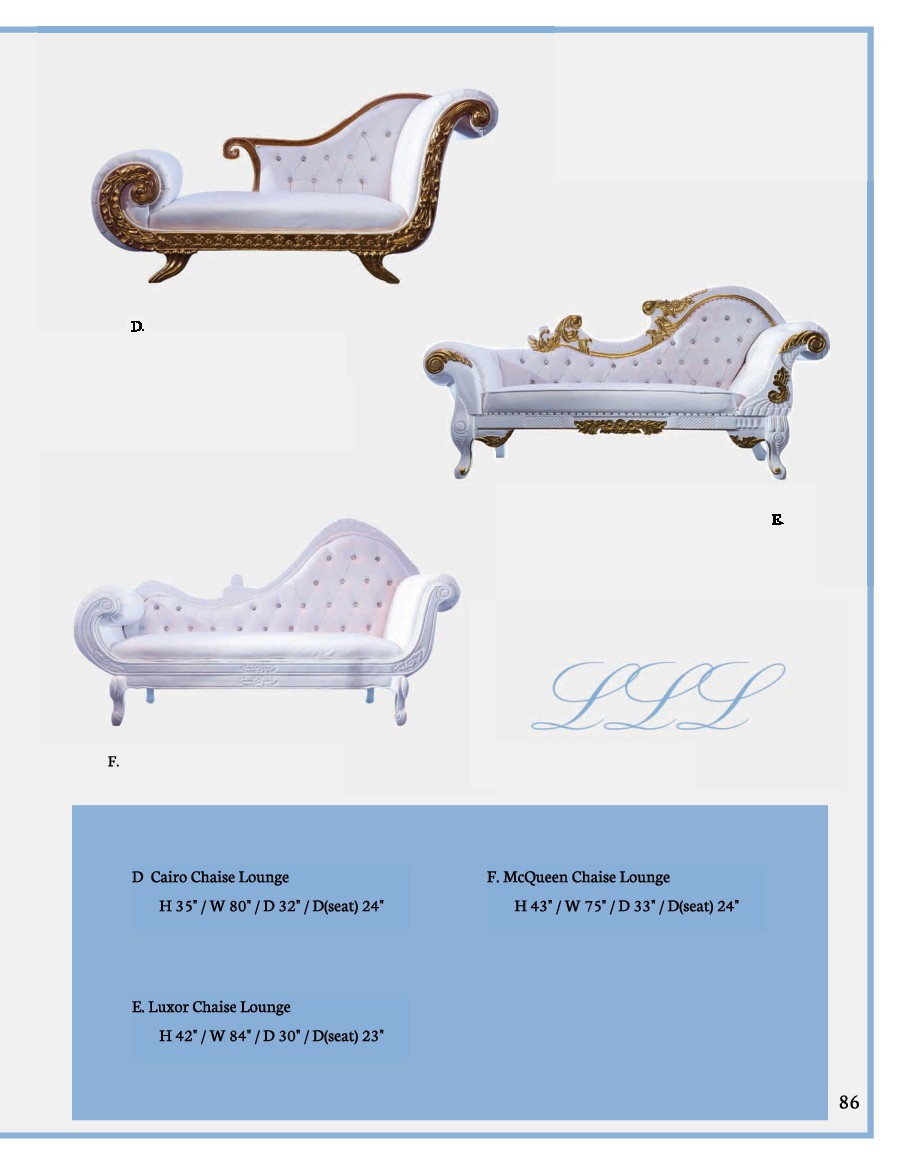 D.
E.
F.
LLL
D Cairo Chaise Lounge
H 35" / W 80" / D 32" / D(seat) 24"
F. McQueen Chaise Lounge
H 43" / W 75" / D 33" / D(seat) 24"
E. Luxor Chaise Lounge
H 42" / W 84" / D 30" / D(seat) 23"
86